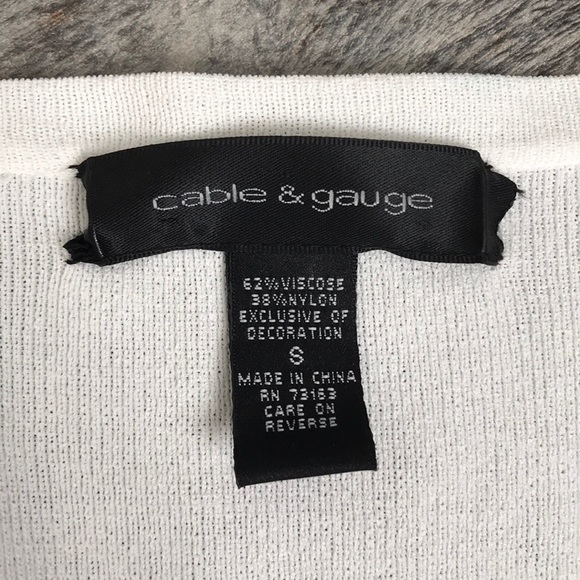 cable & gauge
62% VISCOSE
38% NYLON
EXCLUSIVE OF
DECORATION
S
MADE IN CHINA
RN 73163
CARE ON
REVERSE